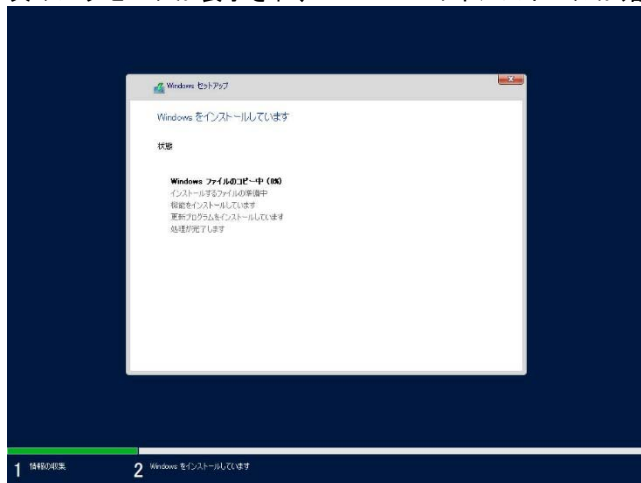 Windows セットアップ
Windows をインストールしています
状態
Windows ファイルのコピー中 (0%)
インストールするファイルの準備中
機能をインストールしています
更新プログラムをインストールしています
処理が完了します
1 情報の収集
2 Windows をインストールしています